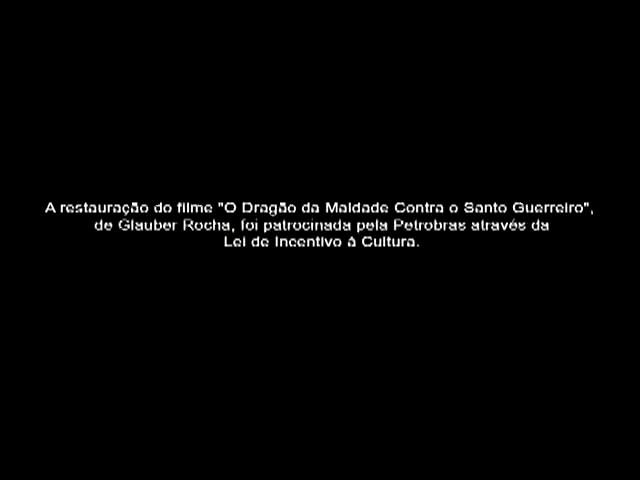 A restauração do filme "O Dragão da Maldade Contra o Santo Guerreiro",
de Glauber Rocha, foi patrocinada pela Petrobras através da
Lei de Incentivo à Cultura.